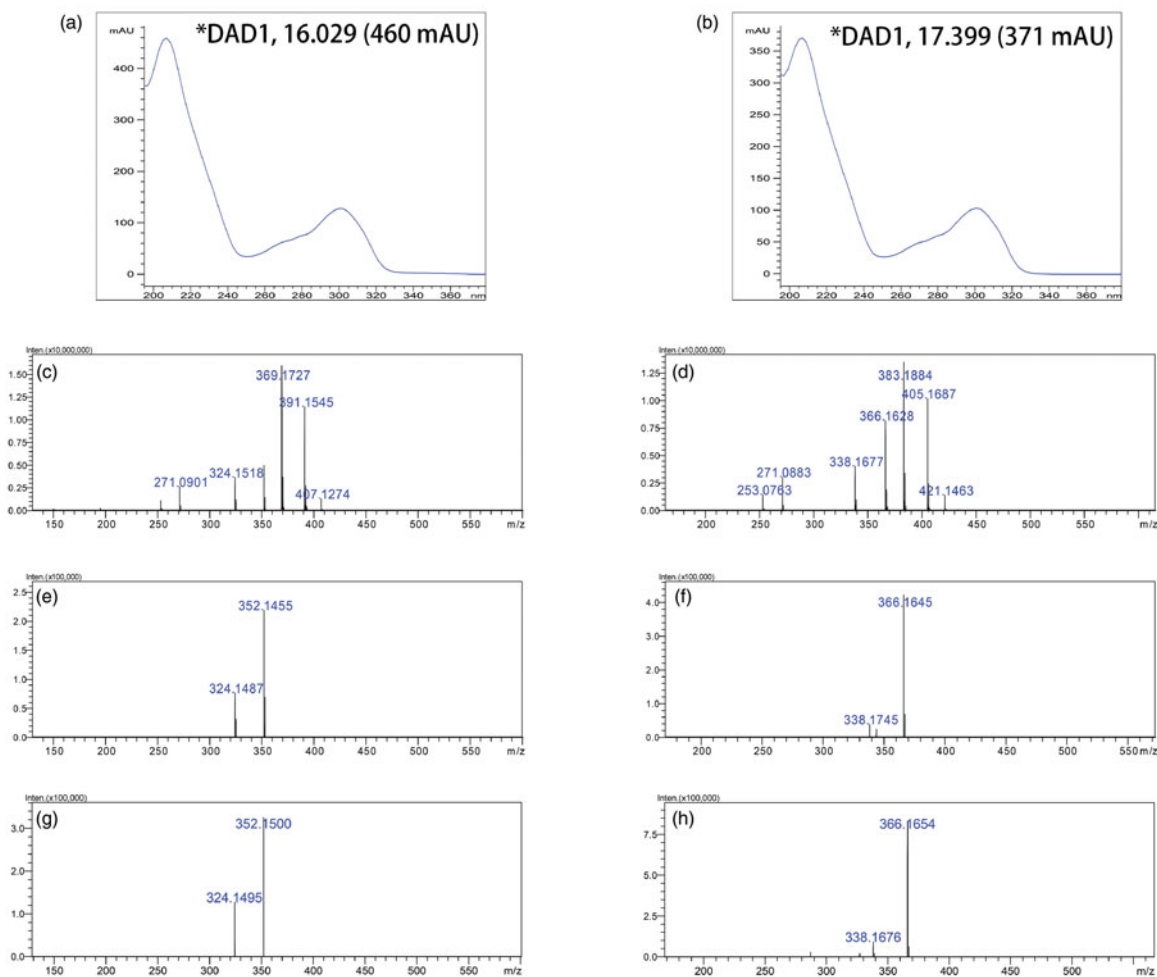 (a)
*DAD1, 16.029 (460 mAU)
mAU
400
300
200
100
0
200 220 240 260 280 300 320 340 360 nm
(b)
*DAD1, 17.399 (371 mAU)
mAU
350
300
250
200
150
100
50
0
200 220 240 260 280 300 320 340 360 nm
Inten.(x10,000,000)
(c)
1.50
1.25
1.00
0.75
0.50
0.25
0.00
369.1727
391.1545
324.1518
271.0901
407.1274
150 200 250 300 350 400 450 500 550 m/z
Inten.(x10,000,000)
(d)
1.25
1.00
0.75
0.50
0.25
0.00
383.1884
405.1687
366.1628
338.1677
271.0883
253.0763
421.1463
200 250 300 350 400 450 500 550 m/z
Inten.(x100,000)
(e)
2.5
2.0
1.5
1.0
0.5
0.0
352.1455
324.1487
150 200 250 300 350 400 450 500 550 m/z
Inten.(x100,000)
(f)
4.0
3.0
2.0
1.0
0.0
366.1645
338.1745
200 250 300 350 400 450 500 550 m/z
Inten.(x100,000)
(g)
3.0
2.0
1.0
0.0
352.1500
324.1495
150 200 250 300 350 400 450 500 550 m/z
Inten.(x100,000)
(h)
7.5
5.0
2.5
0.0
366.1654
338.1676
200 250 300 350 400 450 500 550 m/z